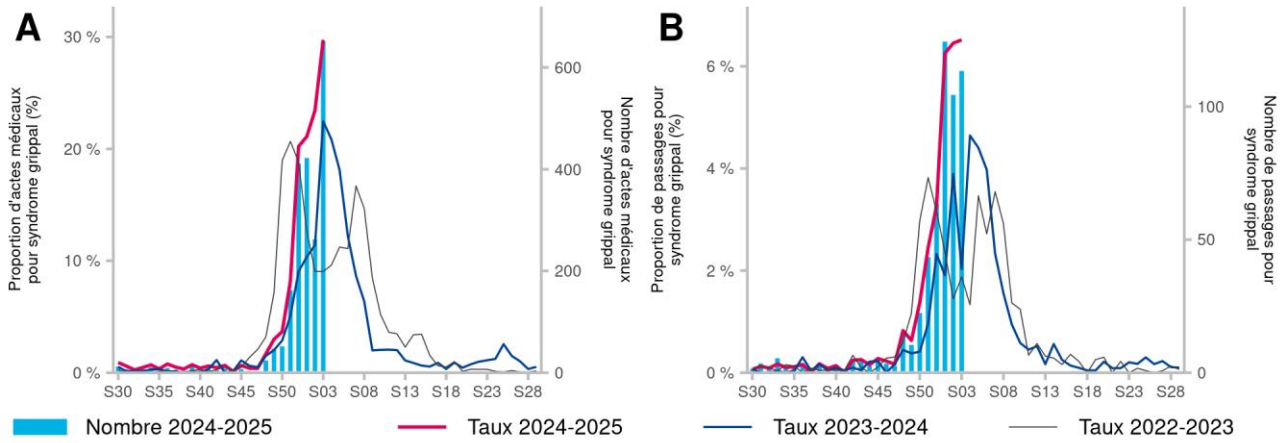 A
Proportion d'actes médicaux
pour syndrome grippal (%)
30 %
20 %
10 %
0 %
600
400
200
0
Nombre d'actes médicaux
pour syndrome grippal
S30 S35 S40 S45 S50 S03 S08 S13 S18 S23 S28
B
Proportion de passages pour
syndrome grippal (%)
6 %
4 %
2 %
0 %
100
50
0
Nombre de passages pour
syndrome grippal
S30 S35 S40 S45 S50 S03 S08 S13 S18 S23 S28
Nombre 2024-2025 Taux 2024-2025 Taux 2023-2024 Taux 2022-2023